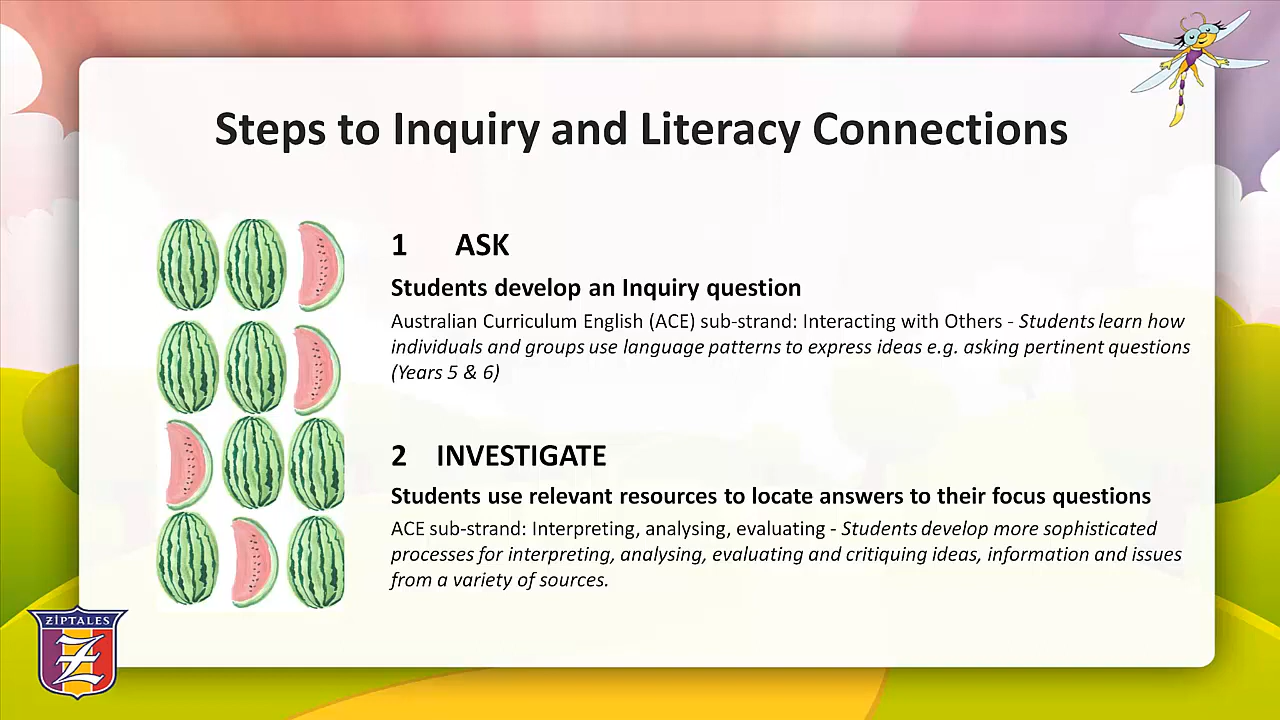 Steps to Inquiry and Literacy Connections
1 ASK
Students develop an Inquiry question
Australian Curriculum English (ACE) sub-strand: Interacting with Others - Students learn how
individuals and groups use language patterns to express ideas e.g. asking pertinent questions
(Years 5 & 6)
2 INVESTIGATE
Students use relevant resources to locate answers to their focus questions
ACE sub-strand: Interpreting, analysing, evaluating - Students develop more sophisticated
processes for interpreting, analysing, evaluating and critiquing ideas, information and issues
from a variety of sources.
ZIPTALES
Z